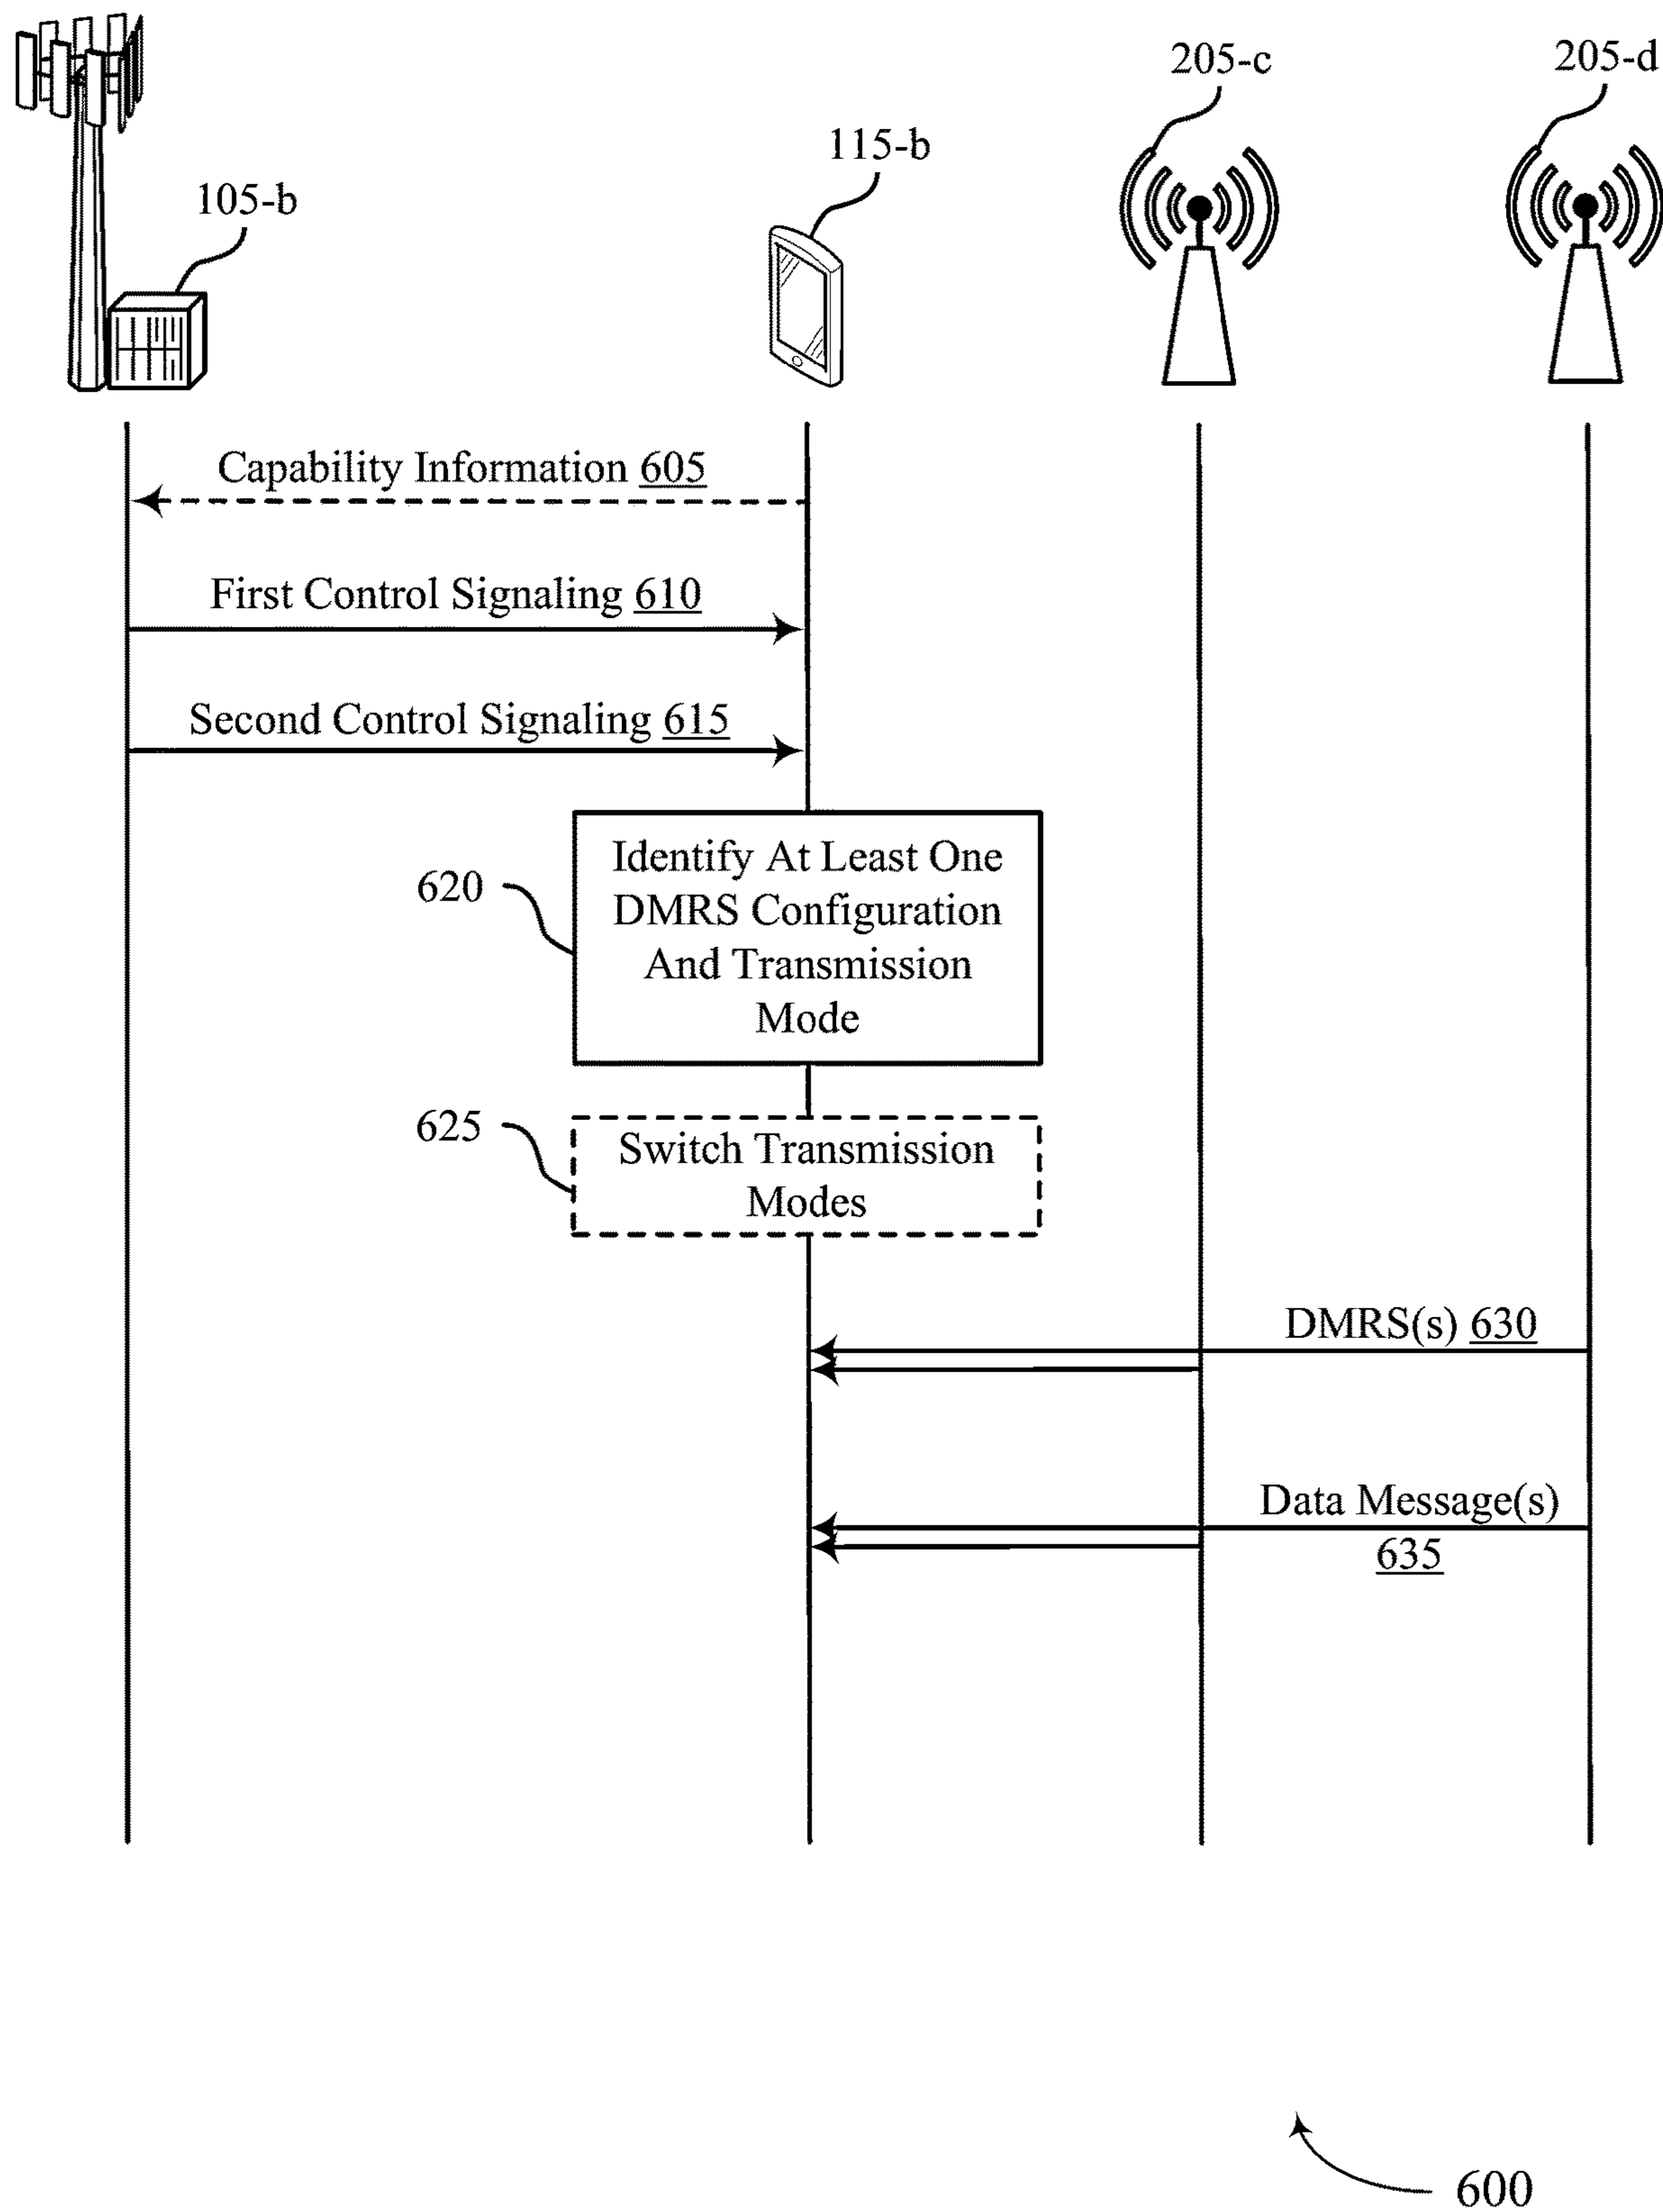 205-c
205-d
115-b
105-b
Capability Information 605
First Control Signaling 610
Second Control Signaling 615
620
Identify At Least One
DMRS Configuration
And Transmission
Mode
625
Switch Transmission
Modes
DMRS(s) 630
Data Message(s)
635
600